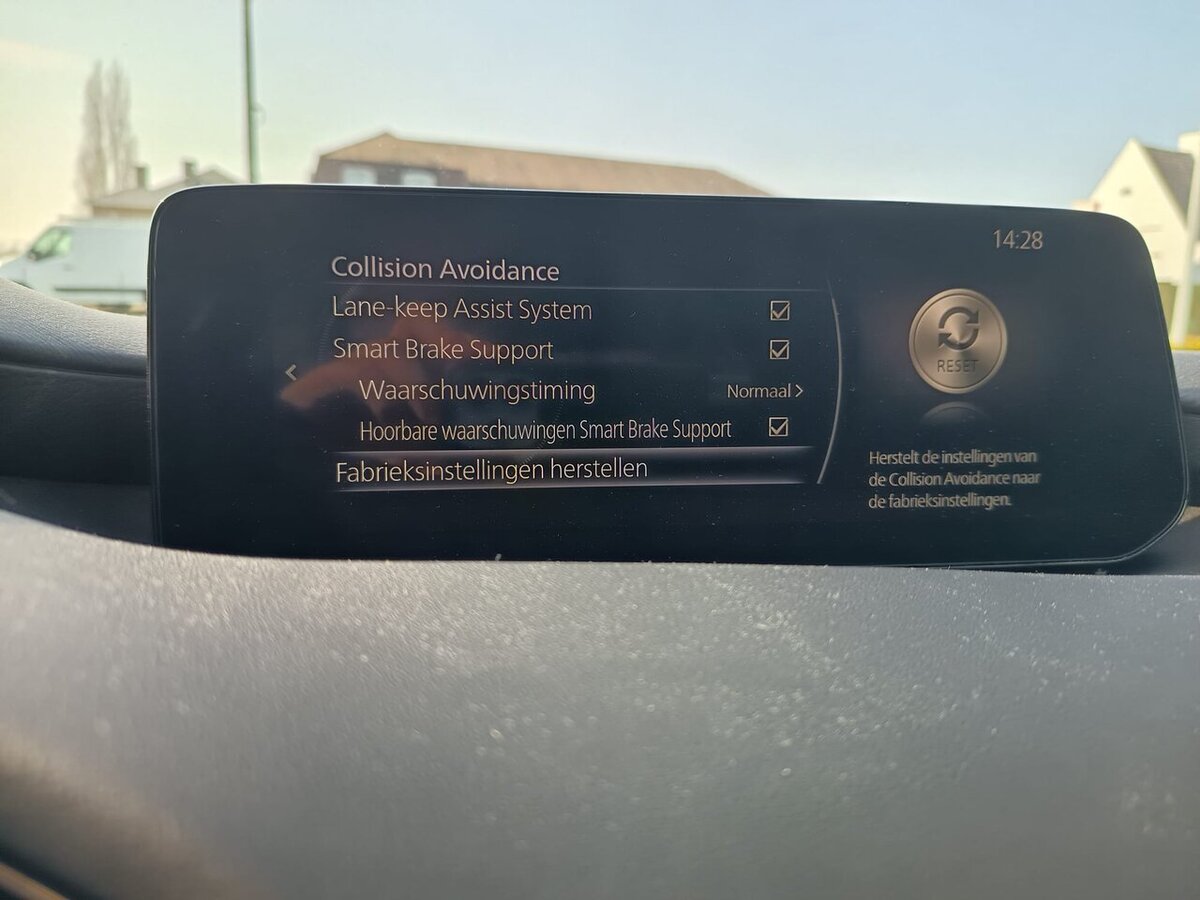 14:28
Collision Avoidance
Lane-keep Assist System
Smart Brake Support
Waarschuwingstiming Normaal >
Hoorbare waarschuwingen Smart Brake Support
Fabrieksinstellingen herstellen
RESET
Herstelt de instellingen van
de Collision Avoidance naar
de fabrieksinstellingen.